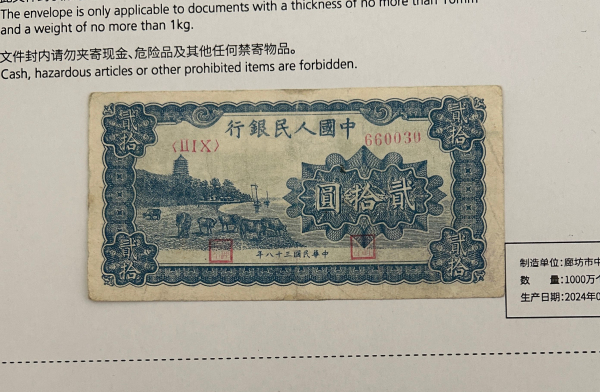 The envelope is only applicable to documents with a thickness of no more than 10mm
and a weight of no more than 1kg.
文件封内请勿夹寄现金、危险品及其他任何禁寄物品。
Cash, hazardous articles or other prohibited items are forbidden.
中國人民銀行
〈ⅡⅠⅩ〉 660030
貳拾
貳拾
貳拾圓
貳拾
貳拾
中華民國三十八年
制造单位:廊坊市中
数 量:1000万个
生产日期:2024年0